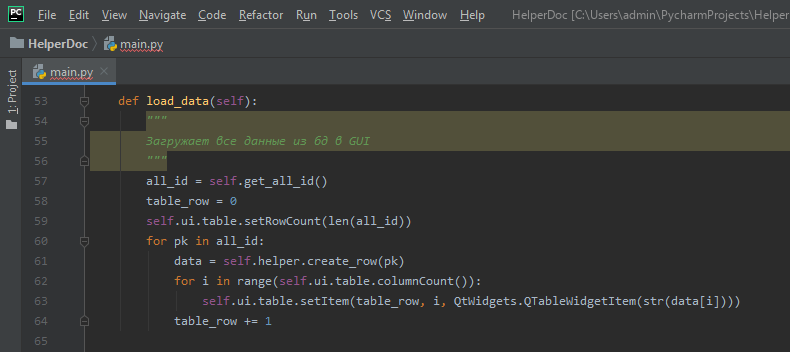 PC File Edit View Navigate Code Refactor Run Tools VCS Window Help HelperDoc [C:\Users\admin\PycharmProjects\Helper
HelperDoc main.py
main.py
1: Project
53 def load_data(self):
54 """
55 Загружает все данные из бд в GUI
56 """
57 all_id = self.get_all_id()
58 table_row = 0
59 self.ui.table.setRowCount(len(all_id))
60 for pk in all_id:
61 data = self.helper.create_row(pk)
62 for i in range(self.ui.table.columnCount()):
63 self.ui.table.setItem(table_row, i, QtWidgets.QTableWidgetItem(str(data[i])))
64 table_row += 1
65